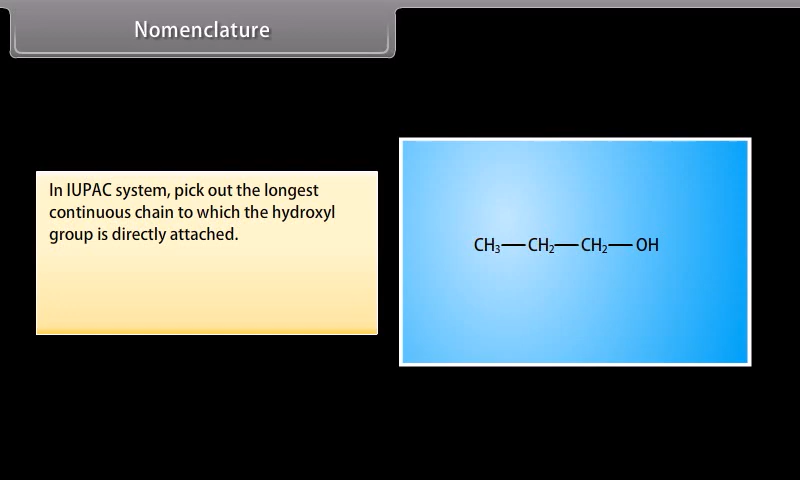 Nomenclature
In IUPAC system, pick out the longest
continuous chain to which the hydroxyl
group is directly attached.
CH₃—CH₂—CH₂—OH